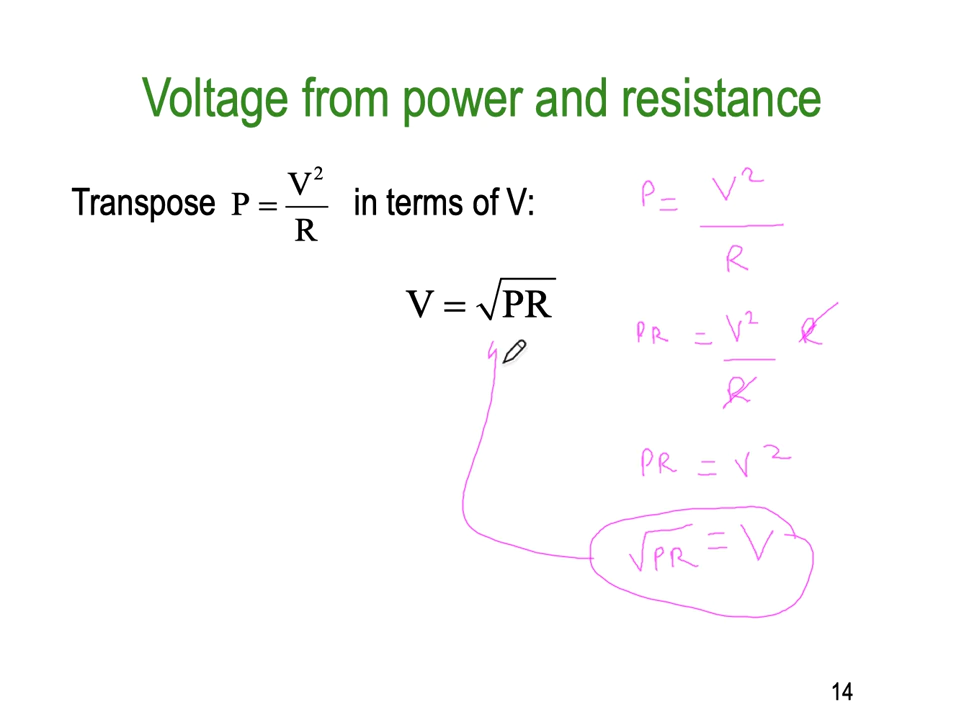 Voltage from power and resistance
Transpose P = V²/R in terms of V:
V = √PR
P = V²/R
PR = V²/R R
PR = V²
√PR = V
14